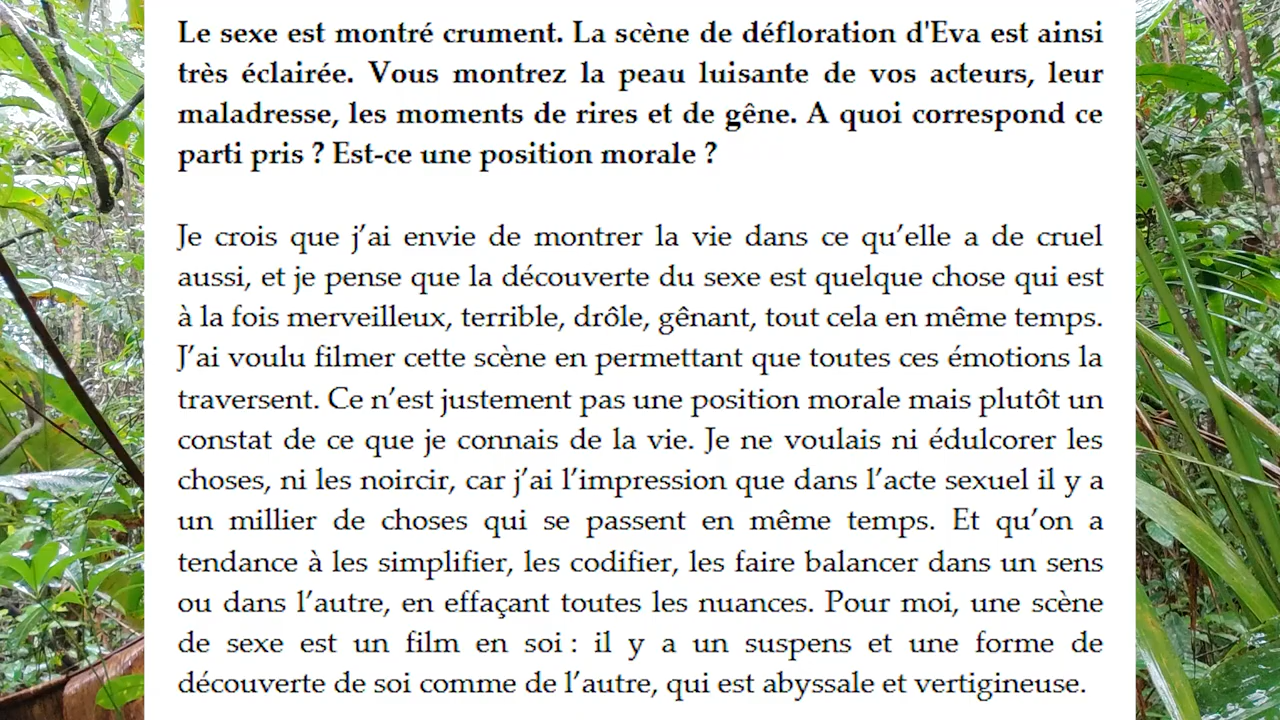 Le sexe est montré crument. La scène de défloration d'Eva est ainsi
très éclairée. Vous montrez la peau luisante de vos acteurs, leur
maladresse, les moments de rires et de gêne. A quoi correspond ce
parti pris ? Est-ce une position morale ?
Je crois que j’ai envie de montrer la vie dans ce qu’elle a de cruel
aussi, et je pense que la découverte du sexe est quelque chose qui est
à la fois merveilleux, terrible, drôle, gênant, tout cela en même temps.
J’ai voulu filmer cette scène en permettant que toutes ces émotions la
traversent. Ce n’est justement pas une position morale mais plutôt un
constat de ce que je connais de la vie. Je ne voulais ni édulcorer les
choses, ni les noircir, car j’ai l’impression que dans l’acte sexuel il y a
un millier de choses qui se passent en même temps. Et qu’on a
tendance à les simplifier, les codifier, les faire balancer dans un sens
ou dans l’autre, en effaçant toutes les nuances. Pour moi, une scène
de sexe est un film en soi : il y a un suspens et une forme de
découverte de soi comme de l’autre, qui est abyssale et vertigineuse.